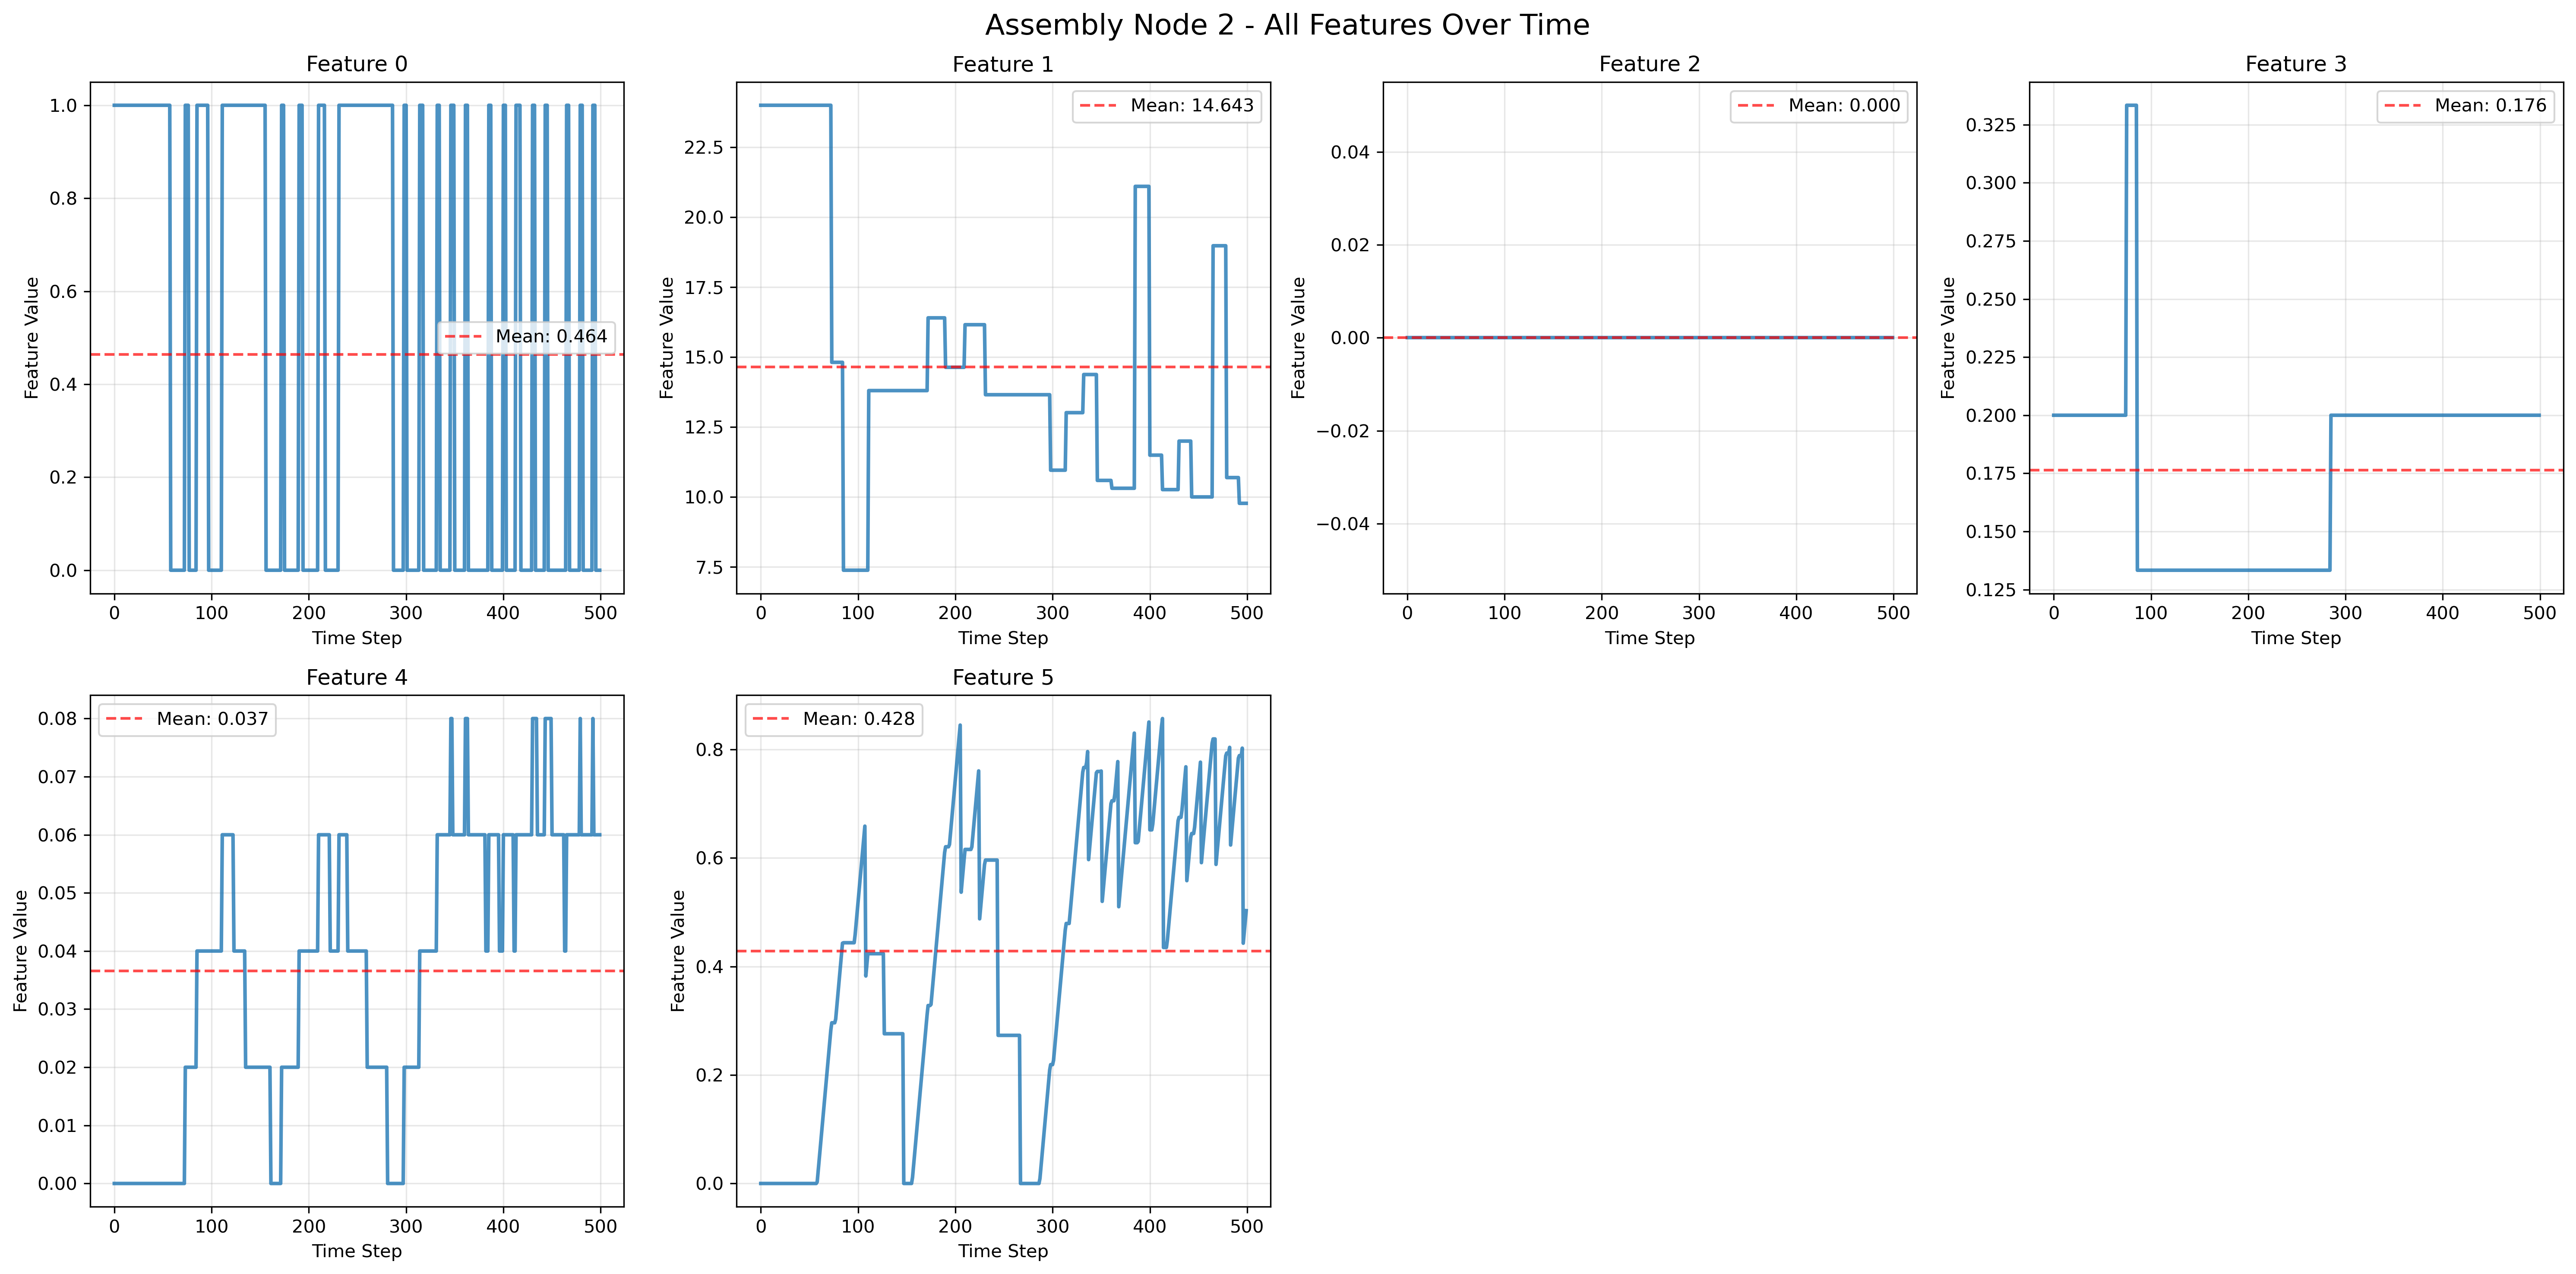 Assembly Node 2 - All Features Over Time
Feature 0
Feature Value
1.0
0.8
0.6
0.4
0.2
0.0
Mean: 0.464
0 100 200 300 400 500
Time Step
Feature 1
Feature Value
22.5
20.0
17.5
15.0
12.5
10.0
7.5
Mean: 14.643
0 100 200 300 400 500
Time Step
Feature 2
Feature Value
0.04
0.02
0.00
−0.02
−0.04
Mean: 0.000
0 100 200 300 400 500
Time Step
Feature 3
Feature Value
0.325
0.300
0.275
0.250
0.225
0.200
0.175
0.150
0.125
Mean: 0.176
0 100 200 300 400 500
Time Step
Feature 4
Feature Value
0.08
0.07
0.06
0.05
0.04
0.03
0.02
0.01
0.00
Mean: 0.037
0 100 200 300 400 500
Time Step
Feature 5
Feature Value
0.8
0.6
0.4
0.2
0.0
Mean: 0.428
0 100 200 300 400 500
Time Step